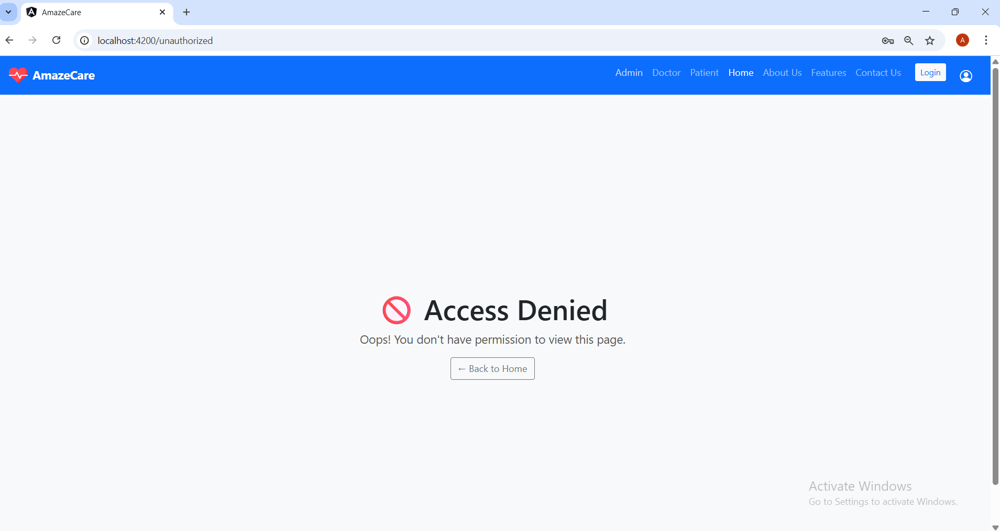 AmazeCare
localhost:4200/unauthorized
A
AmazeCare
Admin Doctor Patient Home About Us Features Contact Us Login
Access Denied
Oops! You don't have permission to view this page.
← Back to Home
Activate Windows
Go to Settings to activate Windows.